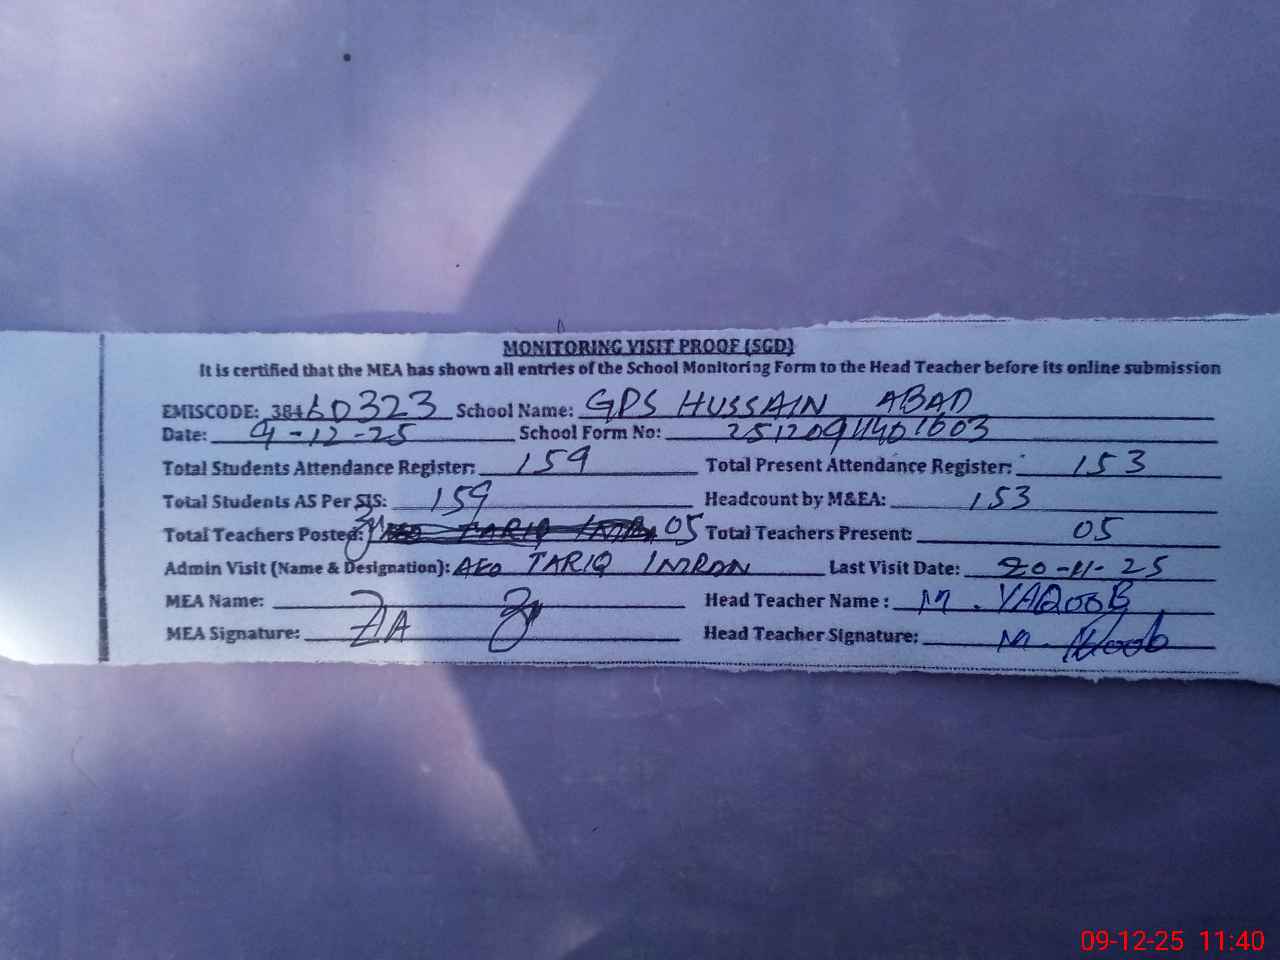 MONITORING VISIT PROOF (SGD)
It is certified that the MEA has shown all entries of the School Monitoring Form to the Head Teacher before its online submission
EMISCODE: 38460323 School Name: GPS HUSSAIN ABAD
Date: 9-12-25 School Form No:
Total Students Attendance Register: 159 Total Present Attendance Register: 153
Total Students AS Per SIS: 159 Headcount by M&EA: 153
Total Teachers Posted: 05 Total Teachers Present: 05
Admin Visit (Name & Designation): AEO TARIQ IMRAN Last Visit Date: 20-11-25
MEA Name: Head Teacher Name : M. YAQOOB
MEA Signature: Head Teacher Signature: M.
09-12-25 11:40